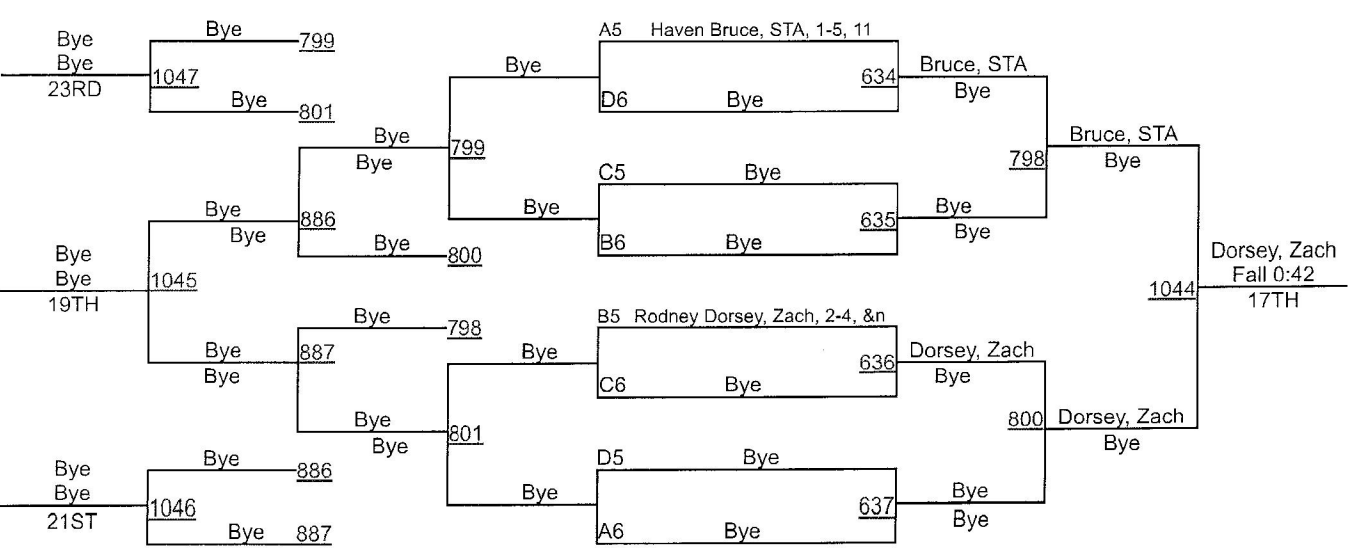 Bye
Bye
23RD
1047
Bye
799
Bye
801
Bye
Bye
19TH
1045
Bye
Bye
886
Bye
Bye
799
Bye
800
Bye
Bye
887
Bye
798
Bye
Bye
801
Bye
Bye
21ST
1046
Bye
886
Bye
887
Bye
Bye
Bye
Bye
A5 Haven Bruce, STA, 1-5, 11
634
D6 Bye
C5 Bye
635
B6 Bye
B5 Rodney Dorsey, Zach, 2-4, &n
636
C6 Bye
D5 Bye
637
A6 Bye
Bruce, STA
Bye
798
Bye
Bye
Dorsey, Zach
Bye
800
Bye
Bye
Bruce, STA
Bye
1044
Dorsey, Zach
Bye
Dorsey, Zach
Fall 0:42
17TH